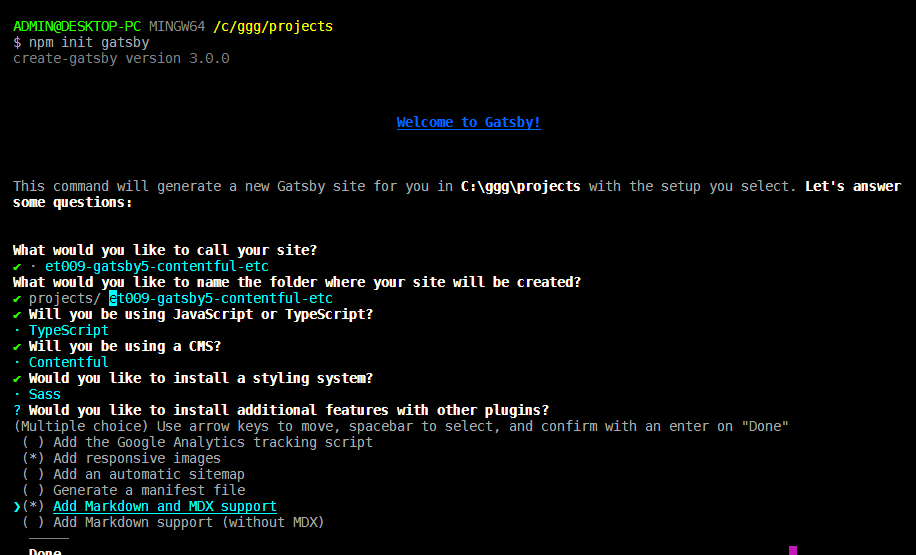 ADMIN@DESKTOP-PC MINGW64 /c/ggg/projects
$ npm init gatsby
create-gatsby version 3.0.0
Welcome to Gatsby!
This command will generate a new Gatsby site for you in C:\ggg\projects with the setup you select. Let's answer
some questions:
What would you like to call your site?
✔ · et009-gatsby5-contentful-etc
What would you like to name the folder where your site will be created?
✔ projects/ et009-gatsby5-contentful-etc
✔ Will you be using JavaScript or TypeScript?
· TypeScript
✔ Will you be using a CMS?
· Contentful
✔ Would you like to install a styling system?
· Sass
? Would you like to install additional features with other plugins?
(Multiple choice) Use arrow keys to move, spacebar to select, and confirm with an enter on "Done"
( ) Add the Google Analytics tracking script
(*) Add responsive images
( ) Add an automatic sitemap
( ) Generate a manifest file
❯(*) Add Markdown and MDX support
( ) Add Markdown support (without MDX)
─────
Done